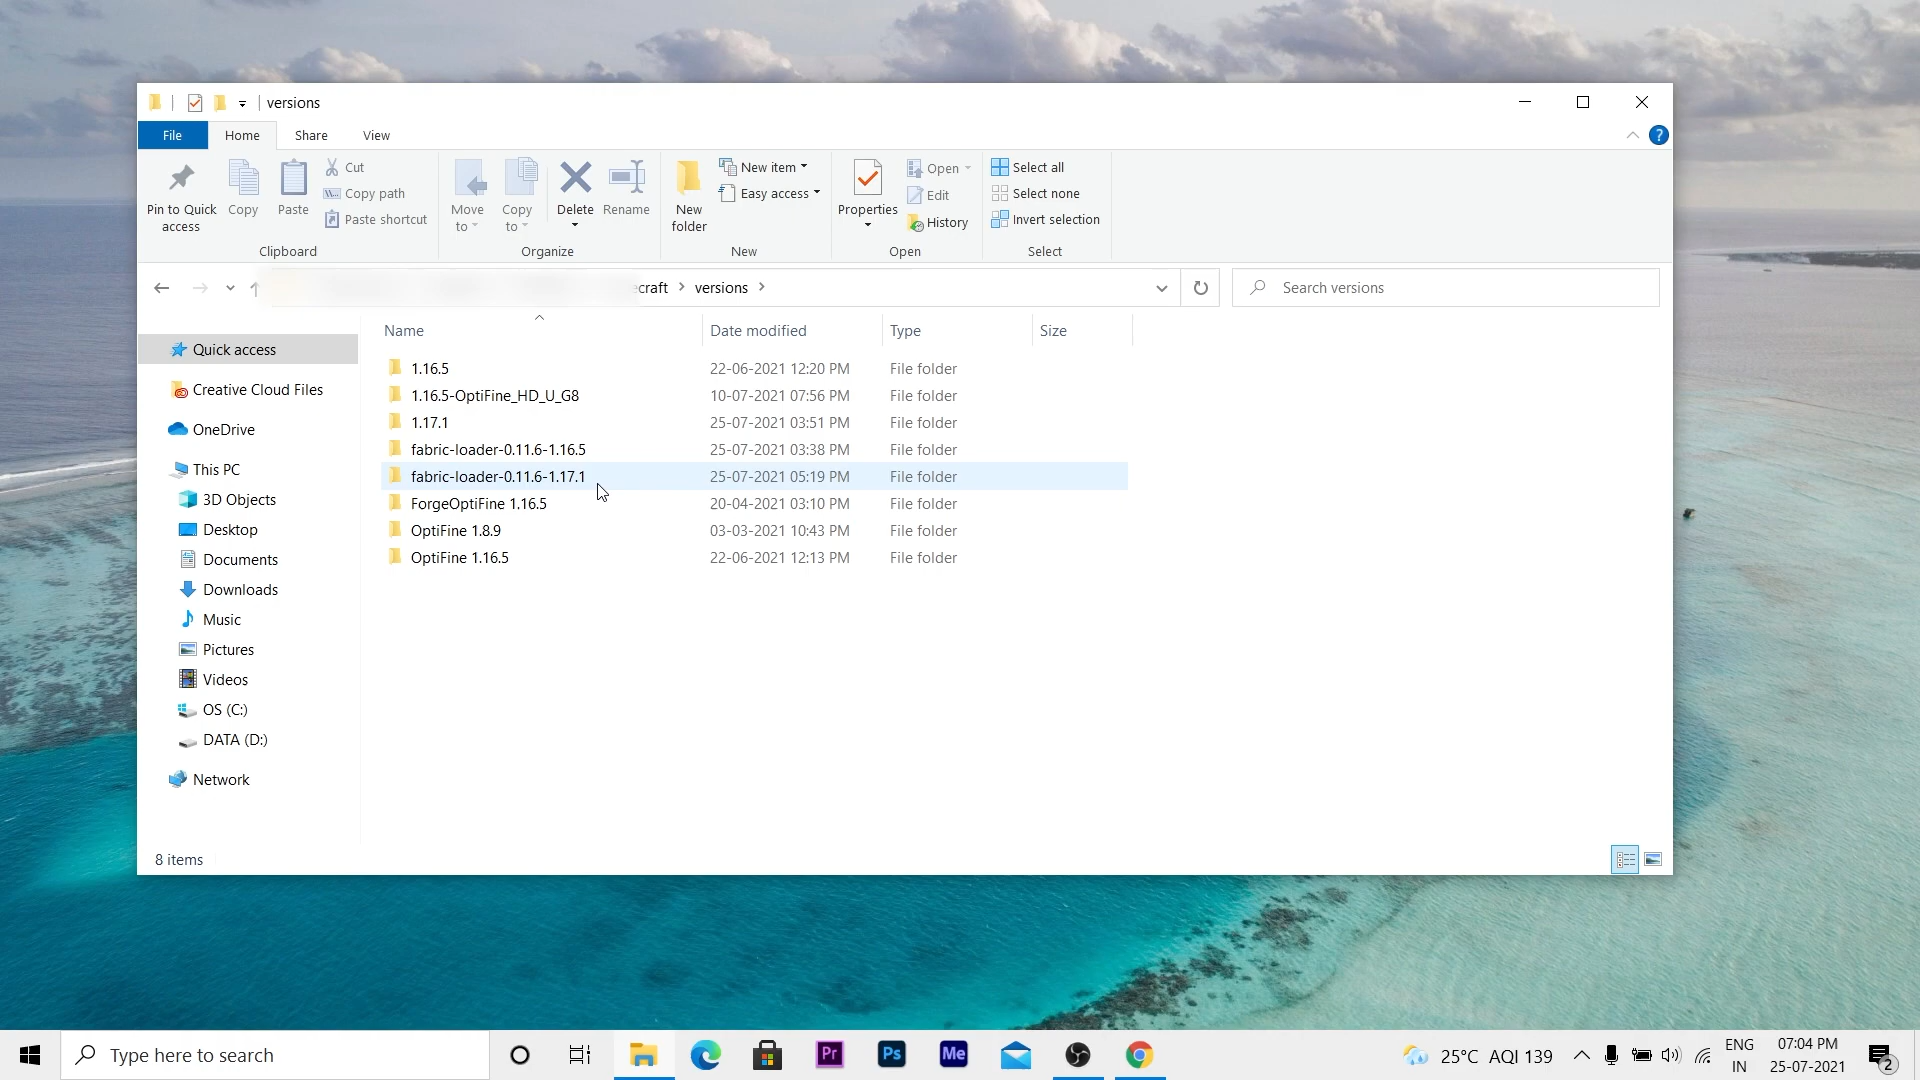 versions
File Home Share View
Pin to Quick access
Copy
Paste
Cut
Copy path
Paste shortcut
Clipboard
Move to
Copy to
Delete
Rename
Organize
New folder
New item
Easy access
New
Properties
Open
Edit
History
Open
Select all
Select none
Invert selection
Select
ecraft > versions >
Search versions
Name Date modified Type Size
1.16.5 22-06-2021 12:20 PM File folder
1.16.5-OptiFine_HD_U_G8 10-07-2021 07:56 PM File folder
1.17.1 25-07-2021 03:51 PM File folder
fabric-loader-0.11.6-1.16.5 25-07-2021 03:38 PM File folder
fabric-loader-0.11.6-1.17.1 25-07-2021 05:19 PM File folder
ForgeOptiFine 1.16.5 20-04-2021 03:10 PM File folder
OptiFine 1.8.9 03-03-2021 10:43 PM File folder
OptiFine 1.16.5 22-06-2021 12:13 PM File folder
Quick access
Creative Cloud Files
OneDrive
This PC
3D Objects
Desktop
Documents
Downloads
Music
Pictures
Videos
OS (C:)
DATA (D:)
Network
8 items
Type here to search
Pr
Ps
Me
25°C AQI 139
ENG
IN
07:04 PM
25-07-2021
2